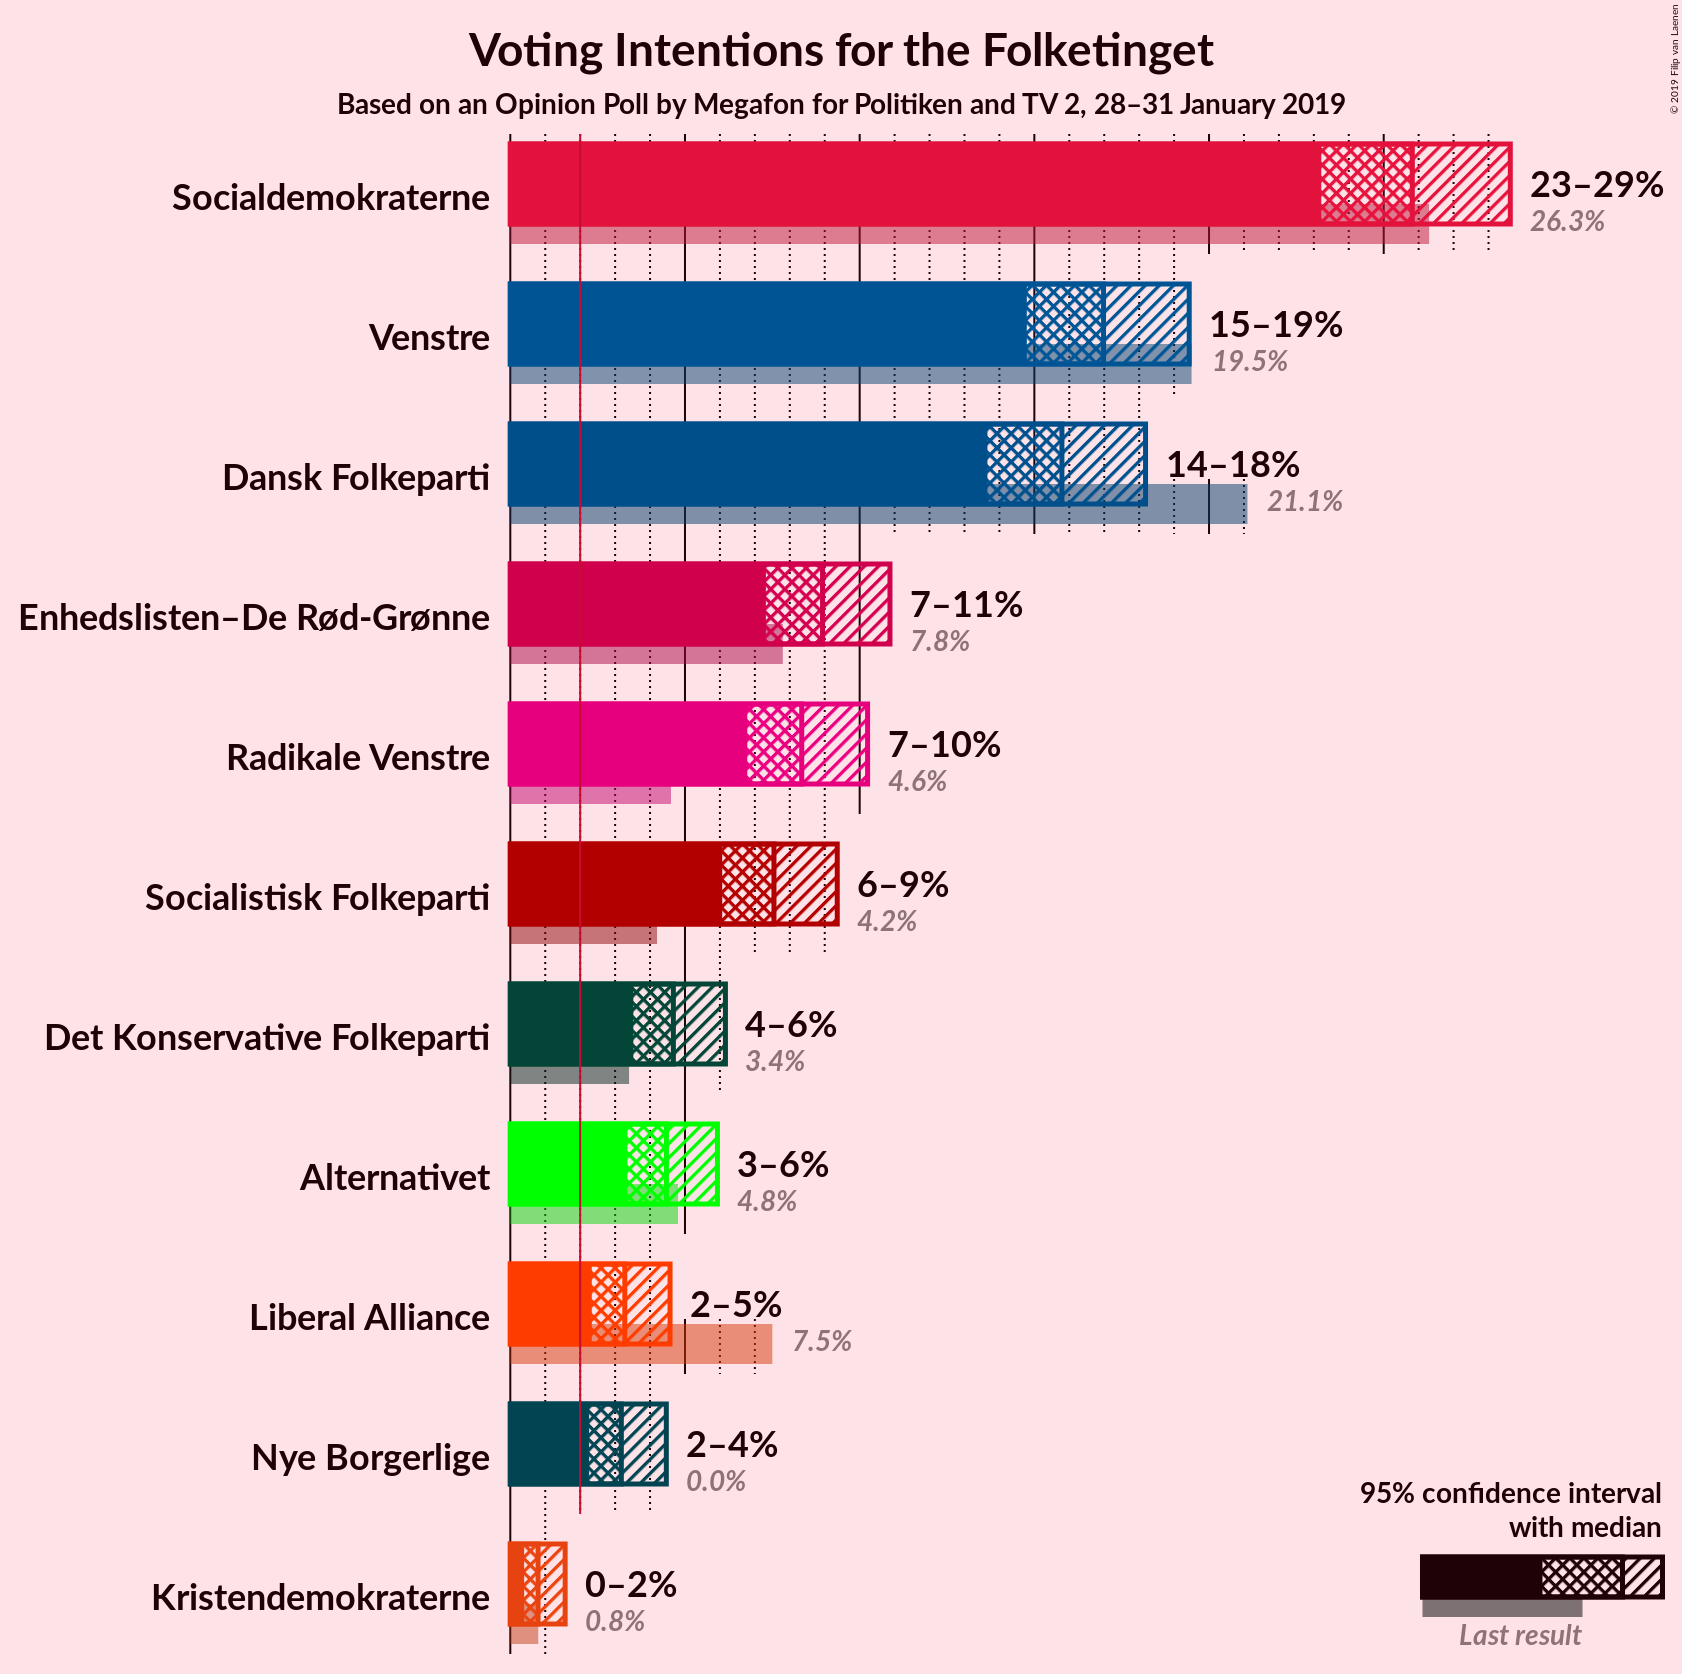 © 2019 Filip van Laenen
Voting Intentions for the Folketinget
Based on an Opinion Poll by Megafon for Politiken and TV 2, 28–31 January 2019
Socialdemokraterne
23–29%
26.3%
Venstre
15–19%
19.5%
Dansk Folkeparti
14–18%
21.1%
Enhedslisten–De Rød-Grønne
7–11%
7.8%
Radikale Venstre
7–10%
4.6%
Socialistisk Folkeparti
6–9%
4.2%
Det Konservative Folkeparti
4–6%
3.4%
Alternativet
3–6%
4.8%
Liberal Alliance
2–5%
7.5%
Nye Borgerlige
2–4%
0.0%
Kristendemokraterne
0–2%
0.8%
95% confidence interval
with median
Last result